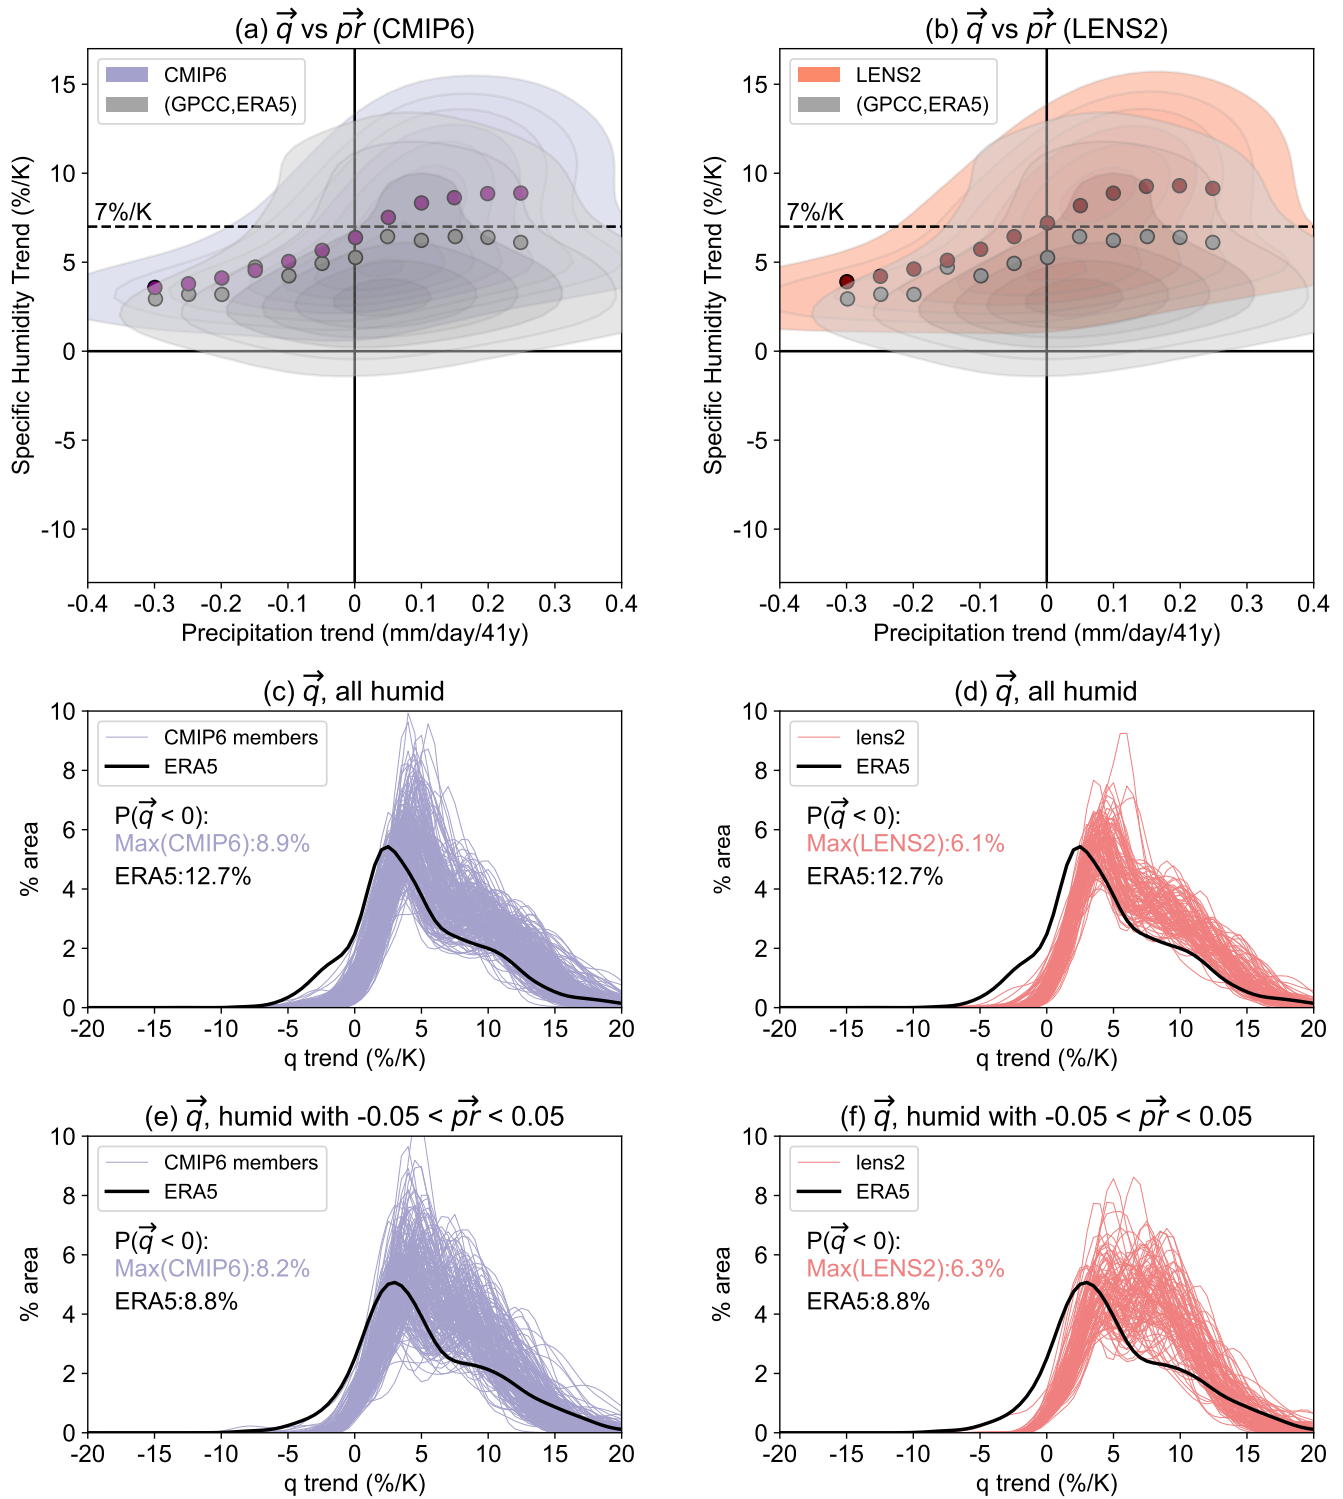 (a) q vs pr (CMIP6)
15
10
5
0
-5
-10
Specific Humidity Trend (%/K)
CMIP6
(GPCC,ERA5)
7%/K
-0.4 -0.3 -0.2 -0.1 0 0.1 0.2 0.3 0.4
Precipitation trend (mm/day/41y)
(b) q vs pr (LENS2)
15
10
5
0
-5
-10
Specific Humidity Trend (%/K)
LENS2
(GPCC,ERA5)
7%/K
-0.4 -0.3 -0.2 -0.1 0 0.1 0.2 0.3 0.4
Precipitation trend (mm/day/41y)
(c) q, all humid
10
8
6
4
2
0
% area
CMIP6 members
ERA5
P(q < 0):
Max(CMIP6):8.9%
ERA5:12.7%
-20 -15 -10 -5 0 5 10 15 20
q trend (%/K)
(d) q, all humid
10
8
6
4
2
0
% area
lens2
ERA5
P(q < 0):
Max(LENS2):6.1%
ERA5:12.7%
-20 -15 -10 -5 0 5 10 15 20
q trend (%/K)
(e) q, humid with -0.05 < pr < 0.05
10
8
6
4
2
0
% area
CMIP6 members
ERA5
P(q < 0):
Max(CMIP6):8.2%
ERA5:8.8%
-20 -15 -10 -5 0 5 10 15 20
q trend (%/K)
(f) q, humid with -0.05 < pr < 0.05
10
8
6
4
2
0
% area
lens2
ERA5
P(q < 0):
Max(LENS2):6.3%
ERA5:8.8%
-20 -15 -10 -5 0 5 10 15 20
q trend (%/K)